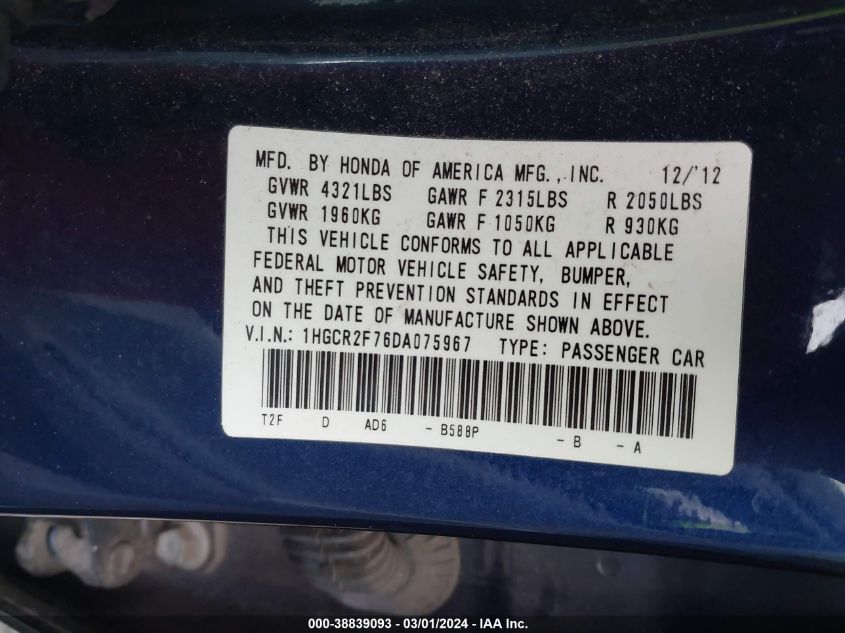 MFD. BY HONDA OF AMERICA MFG., INC. 12/'12
GVWR 4321LBS GAWR F 2315LBS R 2050LBS
GVWR 1960KG GAWR F 1050KG R 930KG
THIS VEHICLE CONFORMS TO ALL APPLICABLE
FEDERAL MOTOR VEHICLE SAFETY, BUMPER,
AND THEFT PREVENTION STANDARDS IN EFFECT
ON THE DATE OF MANUFACTURE SHOWN ABOVE.
V.I.N.: 1HGCR2F76DA075967 TYPE: PASSENGER CAR
T2F D AD6 - B588P - B - A
000-38839093 - 03/01/2024 - IAA Inc.